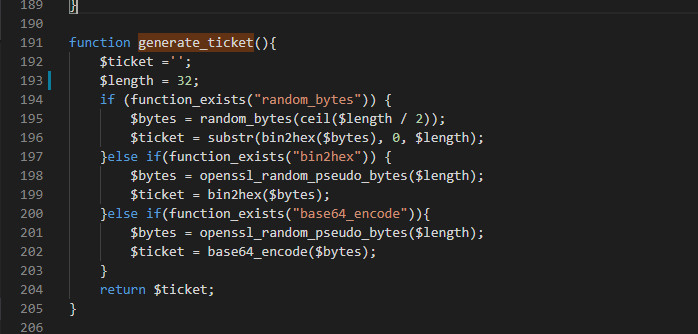 189 }
190
191 function generate_ticket(){
192     $ticket ='';
193     $length = 32;
194     if (function_exists("random_bytes")) {
195         $bytes = random_bytes(ceil($length / 2));
196         $ticket = substr(bin2hex($bytes), 0, $length);
197     }else if(function_exists("bin2hex")) {
198         $bytes = openssl_random_pseudo_bytes($length);
199         $ticket = bin2hex($bytes);
200     }else if(function_exists("base64_encode")){
201         $bytes = openssl_random_pseudo_bytes($length);
202         $ticket = base64_encode($bytes);
203     }
204     return $ticket;
205 }
206